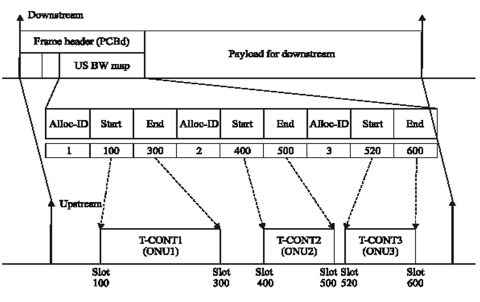 Downstream
Frame header (PCBd)
Payload for downstream
US BW map
Alloc-ID Start End Alloc-ID Start End Alloc-ID Start End
1 100 300 2 400 500 3 520 600
Upstream
T-CONT1 T-CONT2 T-CONT3
(ONU1) (ONU2) (ONU3)
Slot Slot Slot Slot Slot Slot
100 300 400 500 520 600